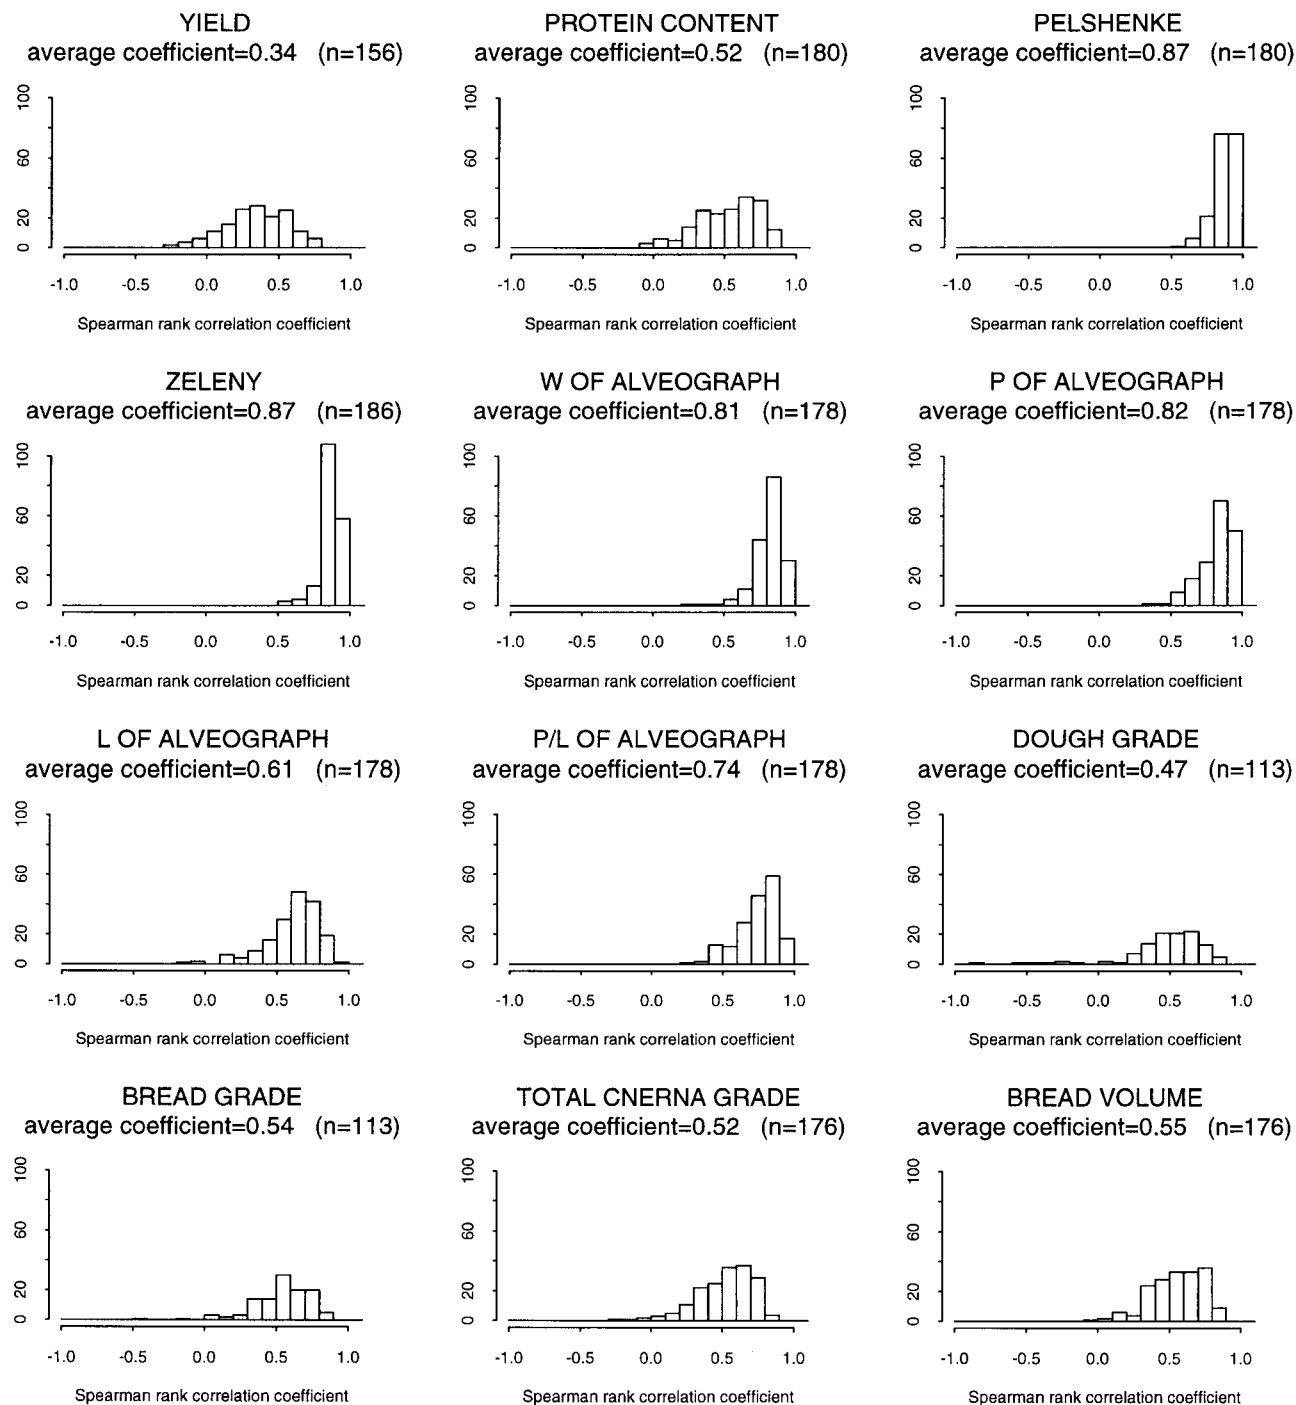 YIELD
average coefficient=0.34 (n=156)
100
60
20
0
-1.0 -0.5 0.0 0.5 1.0
Spearman rank correlation coefficient
PROTEIN CONTENT
average coefficient=0.52 (n=180)
100
60
20
0
-1.0 -0.5 0.0 0.5 1.0
Spearman rank correlation coefficient
PELSHENKE
average coefficient=0.87 (n=180)
100
60
20
0
-1.0 -0.5 0.0 0.5 1.0
Spearman rank correlation coefficient
ZELENY
average coefficient=0.87 (n=186)
100
60
20
0
-1.0 -0.5 0.0 0.5 1.0
Spearman rank correlation coefficient
W OF ALVEOGRAPH
average coefficient=0.81 (n=178)
100
60
20
0
-1.0 -0.5 0.0 0.5 1.0
Spearman rank correlation coefficient
P OF ALVEOGRAPH
average coefficient=0.82 (n=178)
100
60
20
0
-1.0 -0.5 0.0 0.5 1.0
Spearman rank correlation coefficient
L OF ALVEOGRAPH
average coefficient=0.61 (n=178)
100
60
20
0
-1.0 -0.5 0.0 0.5 1.0
Spearman rank correlation coefficient
P/L OF ALVEOGRAPH
average coefficient=0.74 (n=178)
100
60
20
0
-1.0 -0.5 0.0 0.5 1.0
Spearman rank correlation coefficient
DOUGH GRADE
average coefficient=0.47 (n=113)
100
60
20
0
-1.0 -0.5 0.0 0.5 1.0
Spearman rank correlation coefficient
BREAD GRADE
average coefficient=0.54 (n=113)
100
60
20
0
-1.0 -0.5 0.0 0.5 1.0
Spearman rank correlation coefficient
TOTAL CNERNA GRADE
average coefficient=0.52 (n=176)
100
60
20
0
-1.0 -0.5 0.0 0.5 1.0
Spearman rank correlation coefficient
BREAD VOLUME
average coefficient=0.55 (n=176)
100
60
20
0
-1.0 -0.5 0.0 0.5 1.0
Spearman rank correlation coefficient